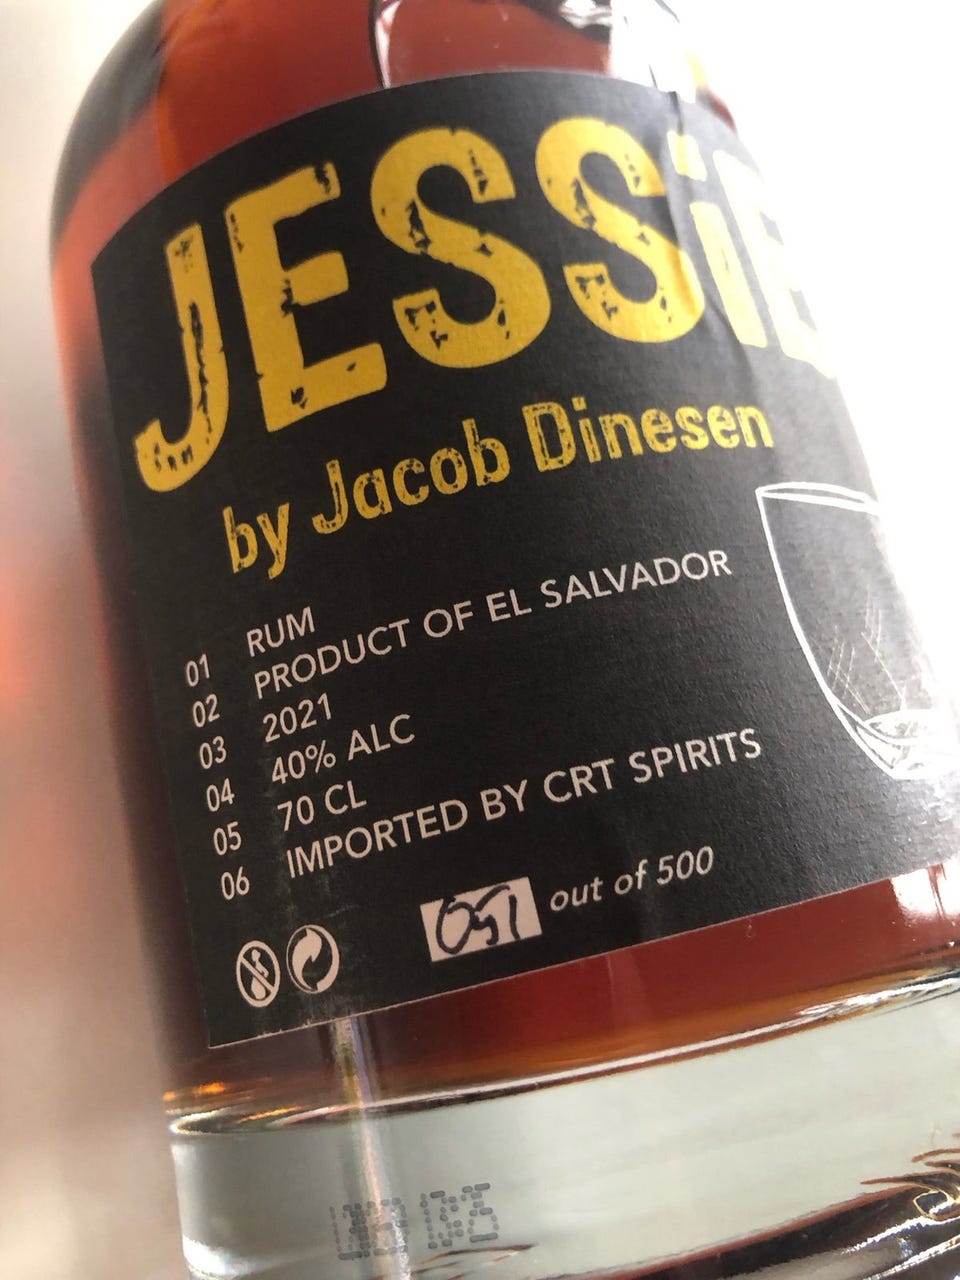 JESSiE
by Jacob Dinesen
01 RUM
02 PRODUCT OF EL SALVADOR
03 2021
04 40% ALC
05 70 CL
06 IMPORTED BY CRT SPIRITS
out of 500